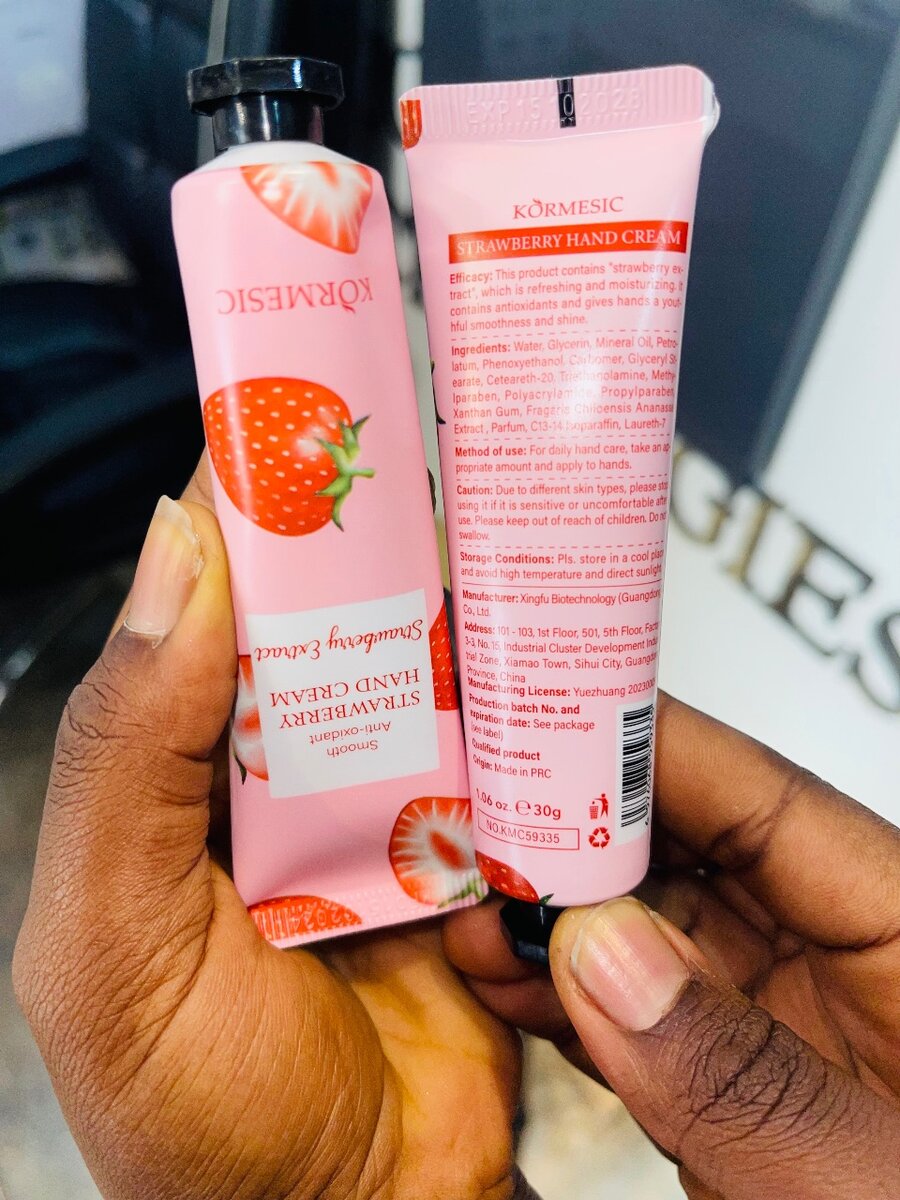 KORMESIC
Strawberry Extract
STRAWBERRY
HAND CREAM
Anti-oxidant
Smooth
EXP 15 10 2028
KORMESIC
STRAWBERRY HAND CREAM
Efficacy: This product contains "strawberry ex-
tract", which is refreshing and moisturizing. It
contains antioxidants and gives hands a yout-
hful smoothness and shine.
Ingredients: Water, Glycerin, Mineral Oil, Petro-
latum, Phenoxyethanol, Carbomer, Glyceryl St-
earate, Ceteareth-20, Triethanolamine, Methy
lparaben, Polyacrylamide, Propylparaben,
Xanthan Gum, Fragaria Chiloensis Ananassa
Extract , Parfum, C13-14 Isoparaffin, Laureth-7
Method of use: For daily hand care, take an ap-
propriate amount and apply to hands.
Caution: Due to different skin types, please stop
using it if it is sensitive or uncomfortable after
use. Please keep out of reach of children. Do not
swallow.
Storage Conditions: Pls. store in a cool place
and avoid high temperature and direct sunlight
Manufacturer: Xingfu Biotechnology (Guangdong
Co., Ltd.
Address: 101 - 103, 1st Floor, 501, 5th Floor,
3-3, No. 15, Industrial Cluster Development
trial Zone, Xiamao Town, Sihui City, Guangdon
Province, China
Manufacturing License: Yuezhuang
Production batch No. and
expiration date: See package
(see label)
Qualified product
Origin: Made in PRC
1.06 oz. e 30g
NO.KMC59335
GIES